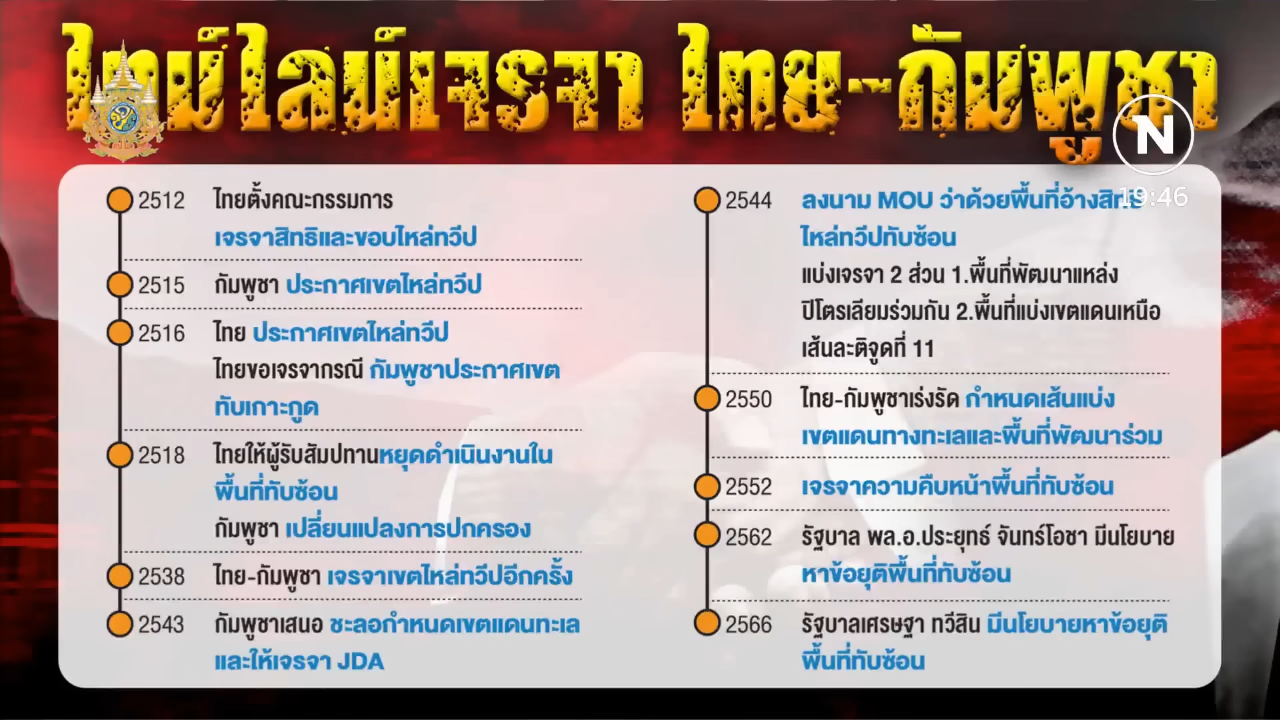 ไทม์ไลน์เจรจา ไทย-กัมพูชา
N
19:46
2512 ไทยตั้งคณะกรรมการ
เจรจาสิทธิและขอบไหล่ทวีป
2515 กัมพูชา ประกาศเขตไหล่ทวีป
2516 ไทย ประกาศเขตไหล่ทวีป
ไทยขอเจรจากรณี กัมพูชาประกาศเขต
ทับเกาะกูด
2518 ไทยให้ผู้รับสัมปทานหยุดดำเนินงานใน
พื้นที่ทับซ้อน
กัมพูชา เปลี่ยนแปลงการปกครอง
2538 ไทย-กัมพูชา เจรจาเขตไหล่ทวีปอีกครั้ง
2543 กัมพูชาเสนอ ชะลอกำหนดเขตแดนทะเล
และให้เจรจา JDA
2544 ลงนาม MOU ว่าด้วยพื้นที่อ้างสิทธิ
ไหล่ทวีปทับซ้อน
แบ่งเจรจา 2 ส่วน 1.พื้นที่พัฒนาแหล่ง
ปิโตรเลียมร่วมกัน 2.พื้นที่แบ่งเขตแดนเหนือ
เส้นละติจูดที่ 11
2550 ไทย-กัมพูชาเร่งรัด กำหนดเส้นแบ่ง
เขตแดนทางทะเลและพื้นที่พัฒนาร่วม
2552 เจรจาความคืบหน้าพื้นที่ทับซ้อน
2562 รัฐบาล พล.อ.ประยุทธ์ จันทร์โอชา มีนโยบาย
หาข้อยุติพื้นที่ทับซ้อน
2566 รัฐบาลเศรษฐา ทวีสิน มีนโยบายหาข้อยุติ
พื้นที่ทับซ้อน